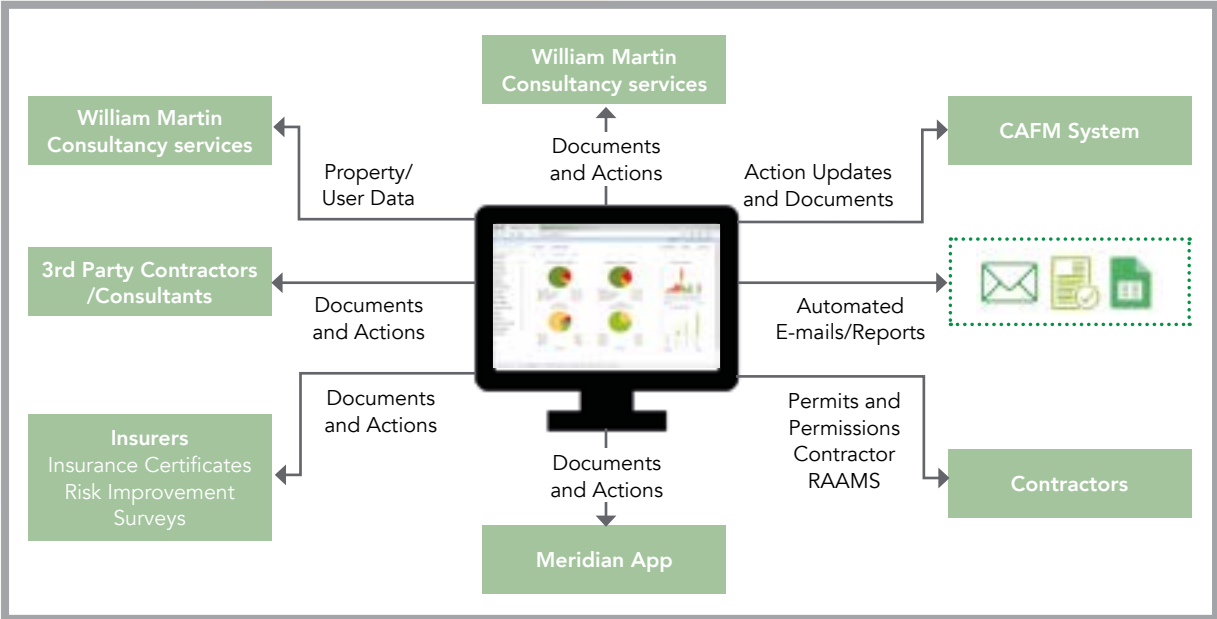 William Martin
Consultancy services
William Martin
Consultancy services
CAFM System
Documents
and Actions
Property/
User Data
Action Updates
and Documents
3rd Party Contractors
/Consultants
Documents
and Actions
Automated
E-mails/Reports
Documents
and Actions
Permits and
Permissions
Contractor
RAAMS
Insurers
Insurance Certificates
Risk Improvement
Surveys
Documents
and Actions
Contractors
Meridian App